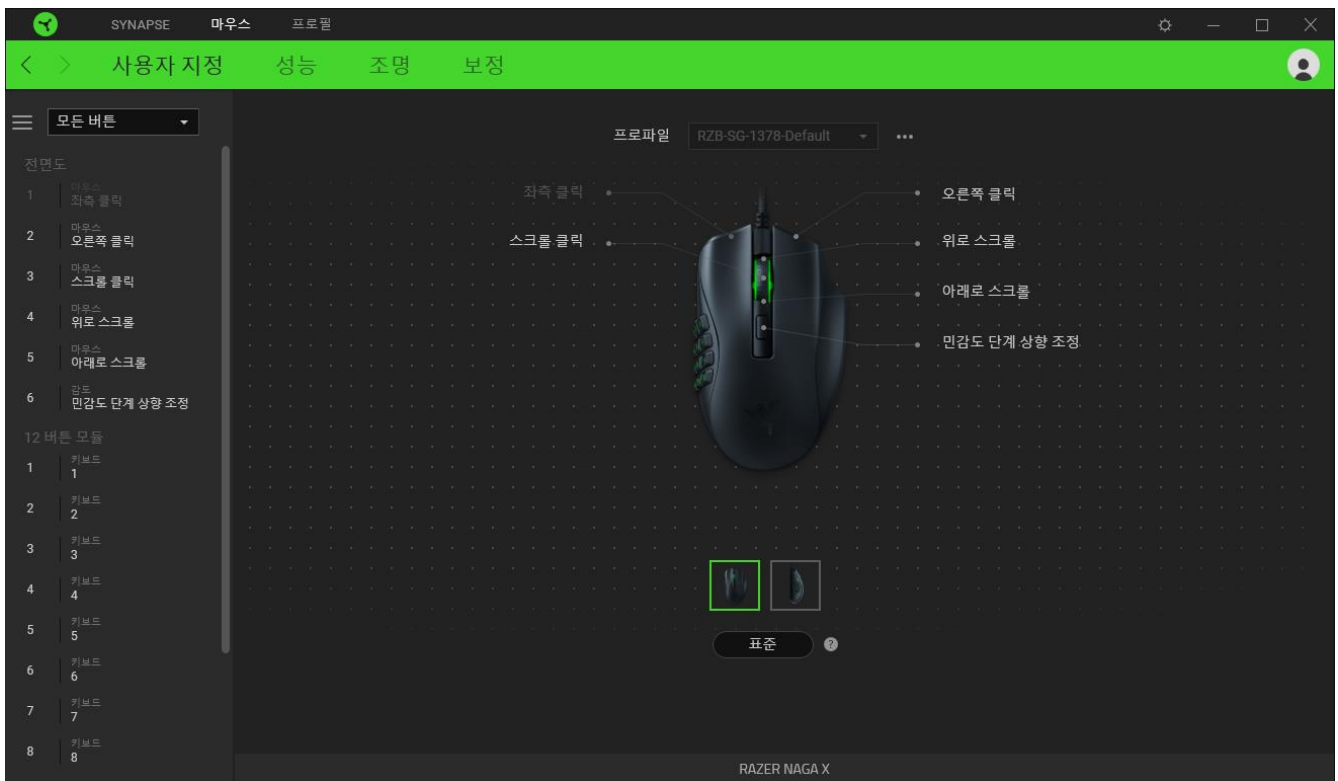 SYNAPSE 마우스 프로필
사용자 지정 성능 조명 보정
모든 버튼
프로파일 RZB-SG-1378-Default
전면도
1 마우스
좌측 클릭
2 마우스
오른쪽 클릭
3 마우스
스크롤 클릭
4 마우스
위로 스크롤
5 마우스
아래로 스크롤
6 감도
민감도 단계 상향 조정
12 버튼 모듈
1 키보드
1
2 키보드
2
3 키보드
3
4 키보드
4
5 키보드
5
6 키보드
6
7 키보드
7
8 키보드
8
좌측 클릭
스크롤 클릭
오른쪽 클릭
위로 스크롤
아래로 스크롤
민감도 단계 상향 조정
표준 ?
RAZER NAGA X